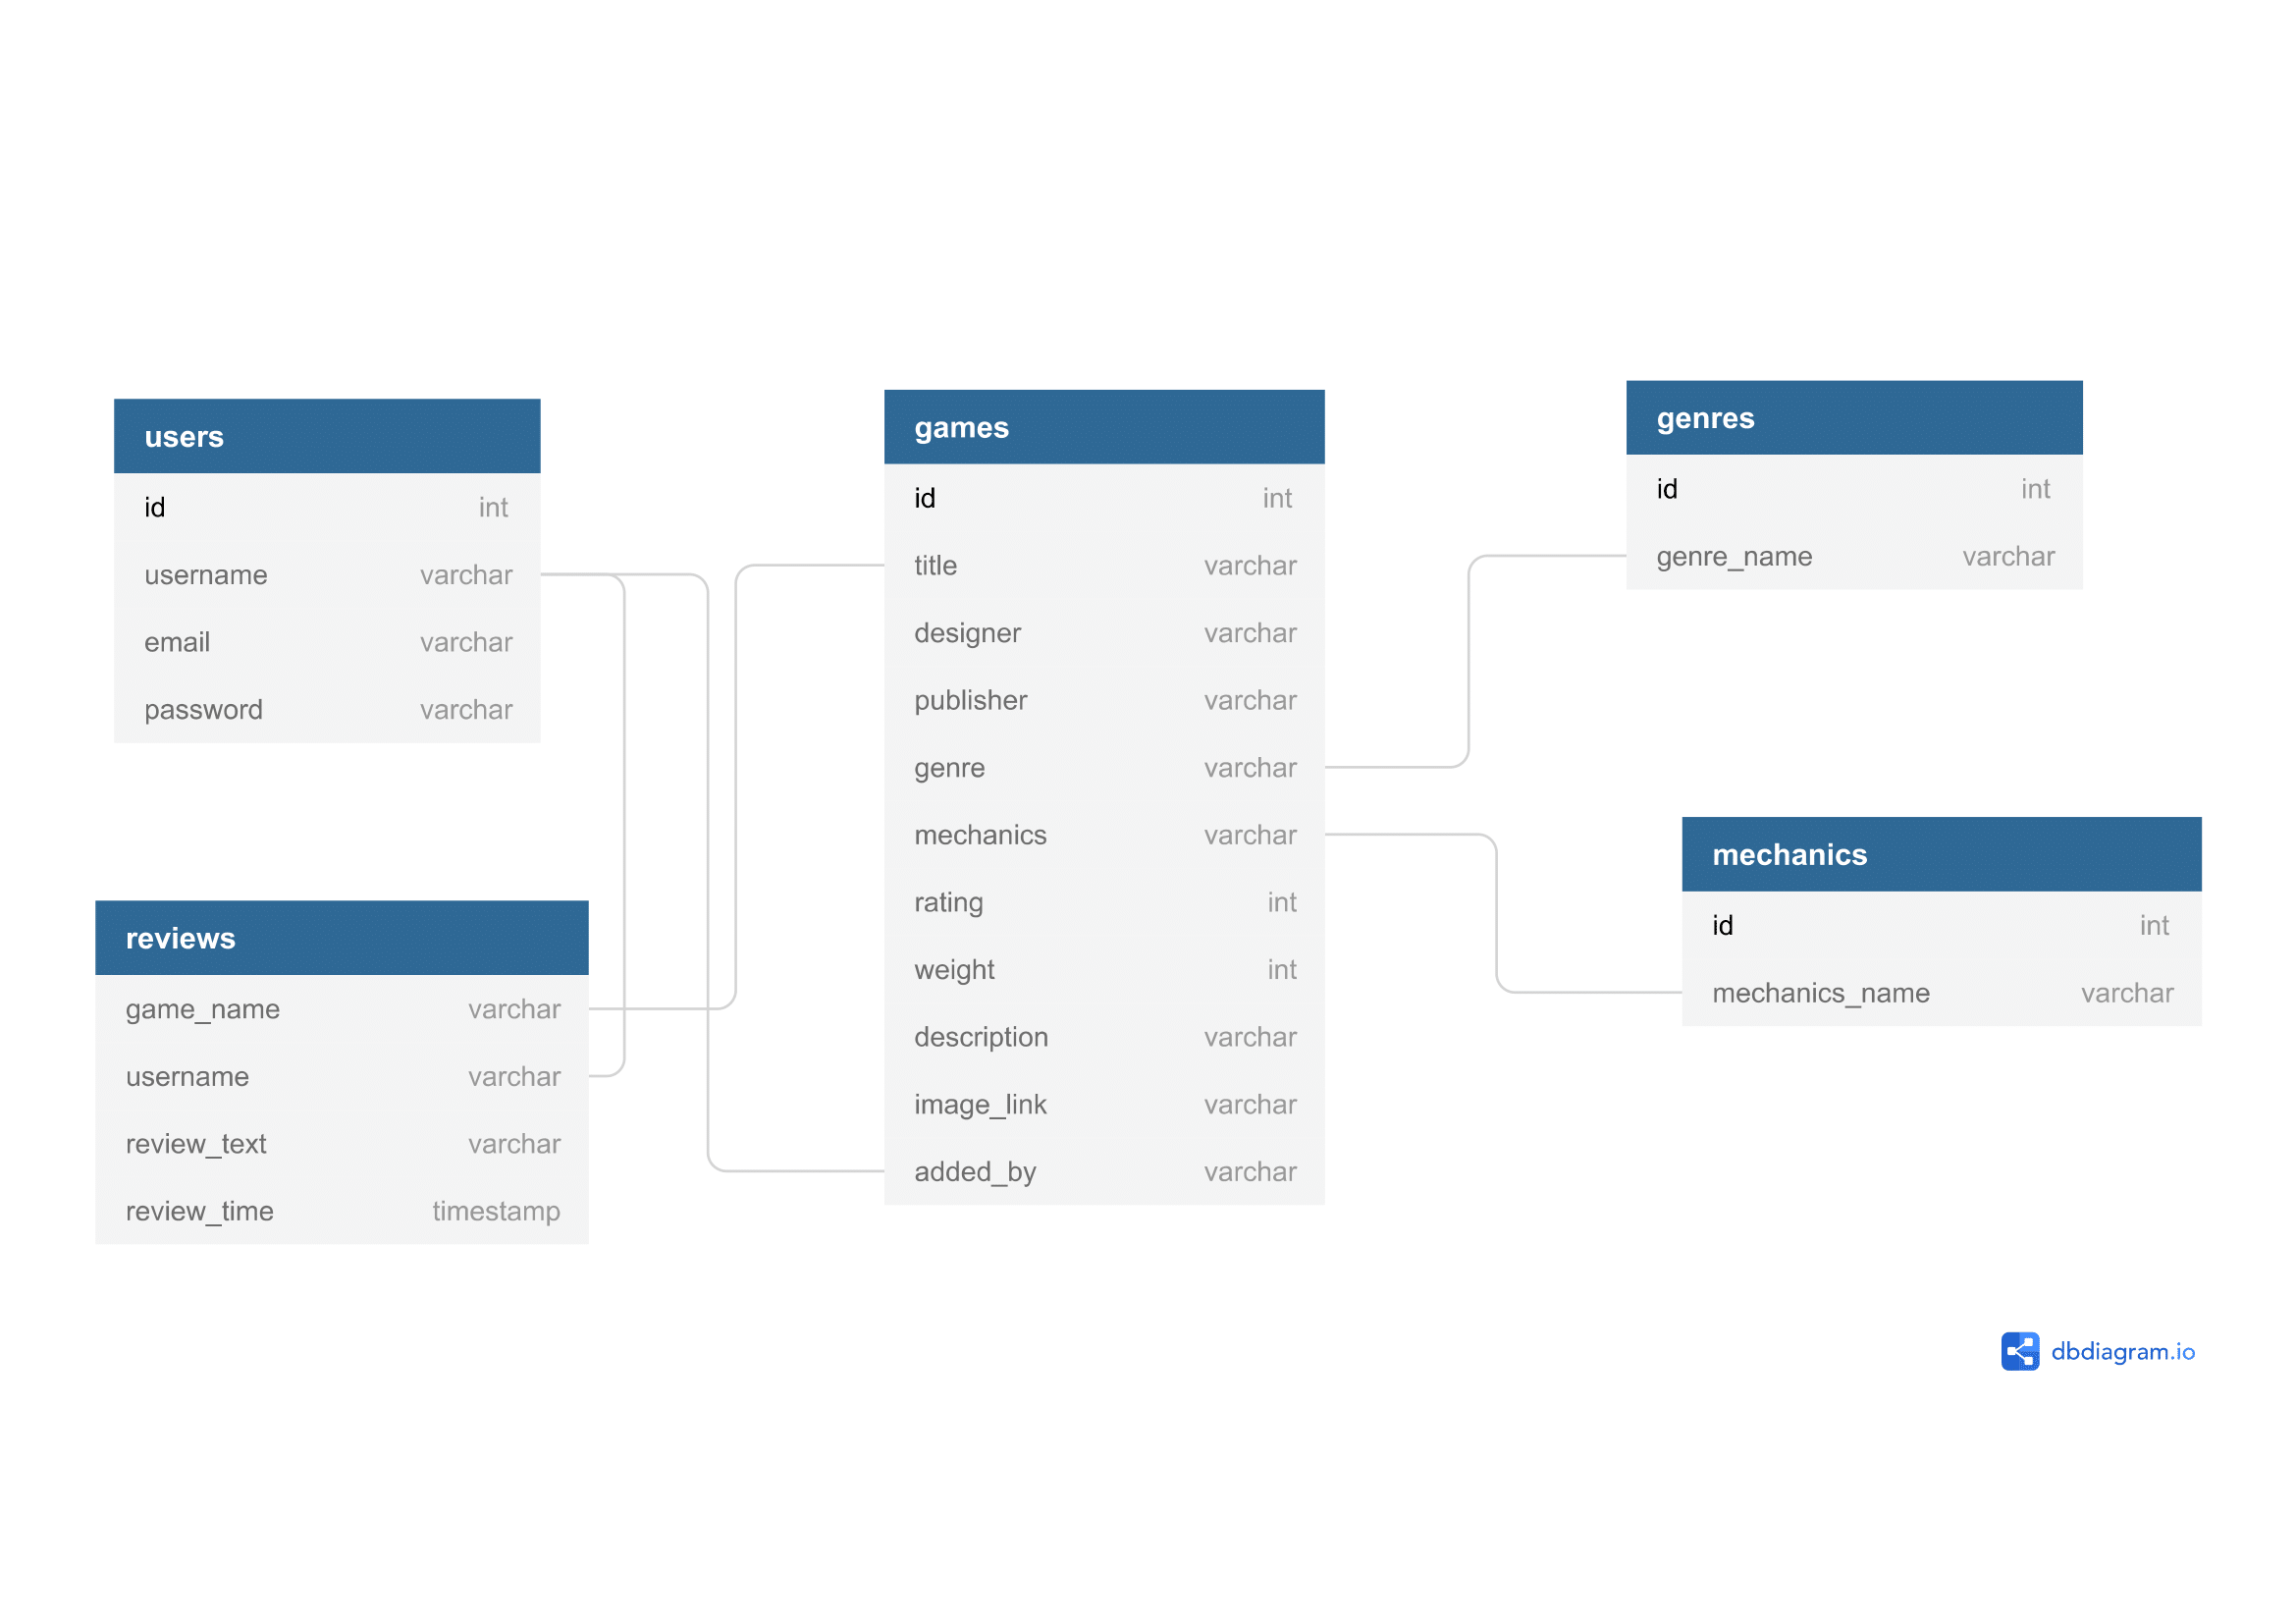 users
id int
username varchar
email varchar
password varchar
reviews
game_name varchar
username varchar
review_text varchar
review_time timestamp
games
id int
title varchar
designer varchar
publisher varchar
genre varchar
mechanics varchar
rating int
weight int
description varchar
image_link varchar
added_by varchar
genres
id int
genre_name varchar
mechanics
id int
mechanics_name varchar
dbdiagram.io